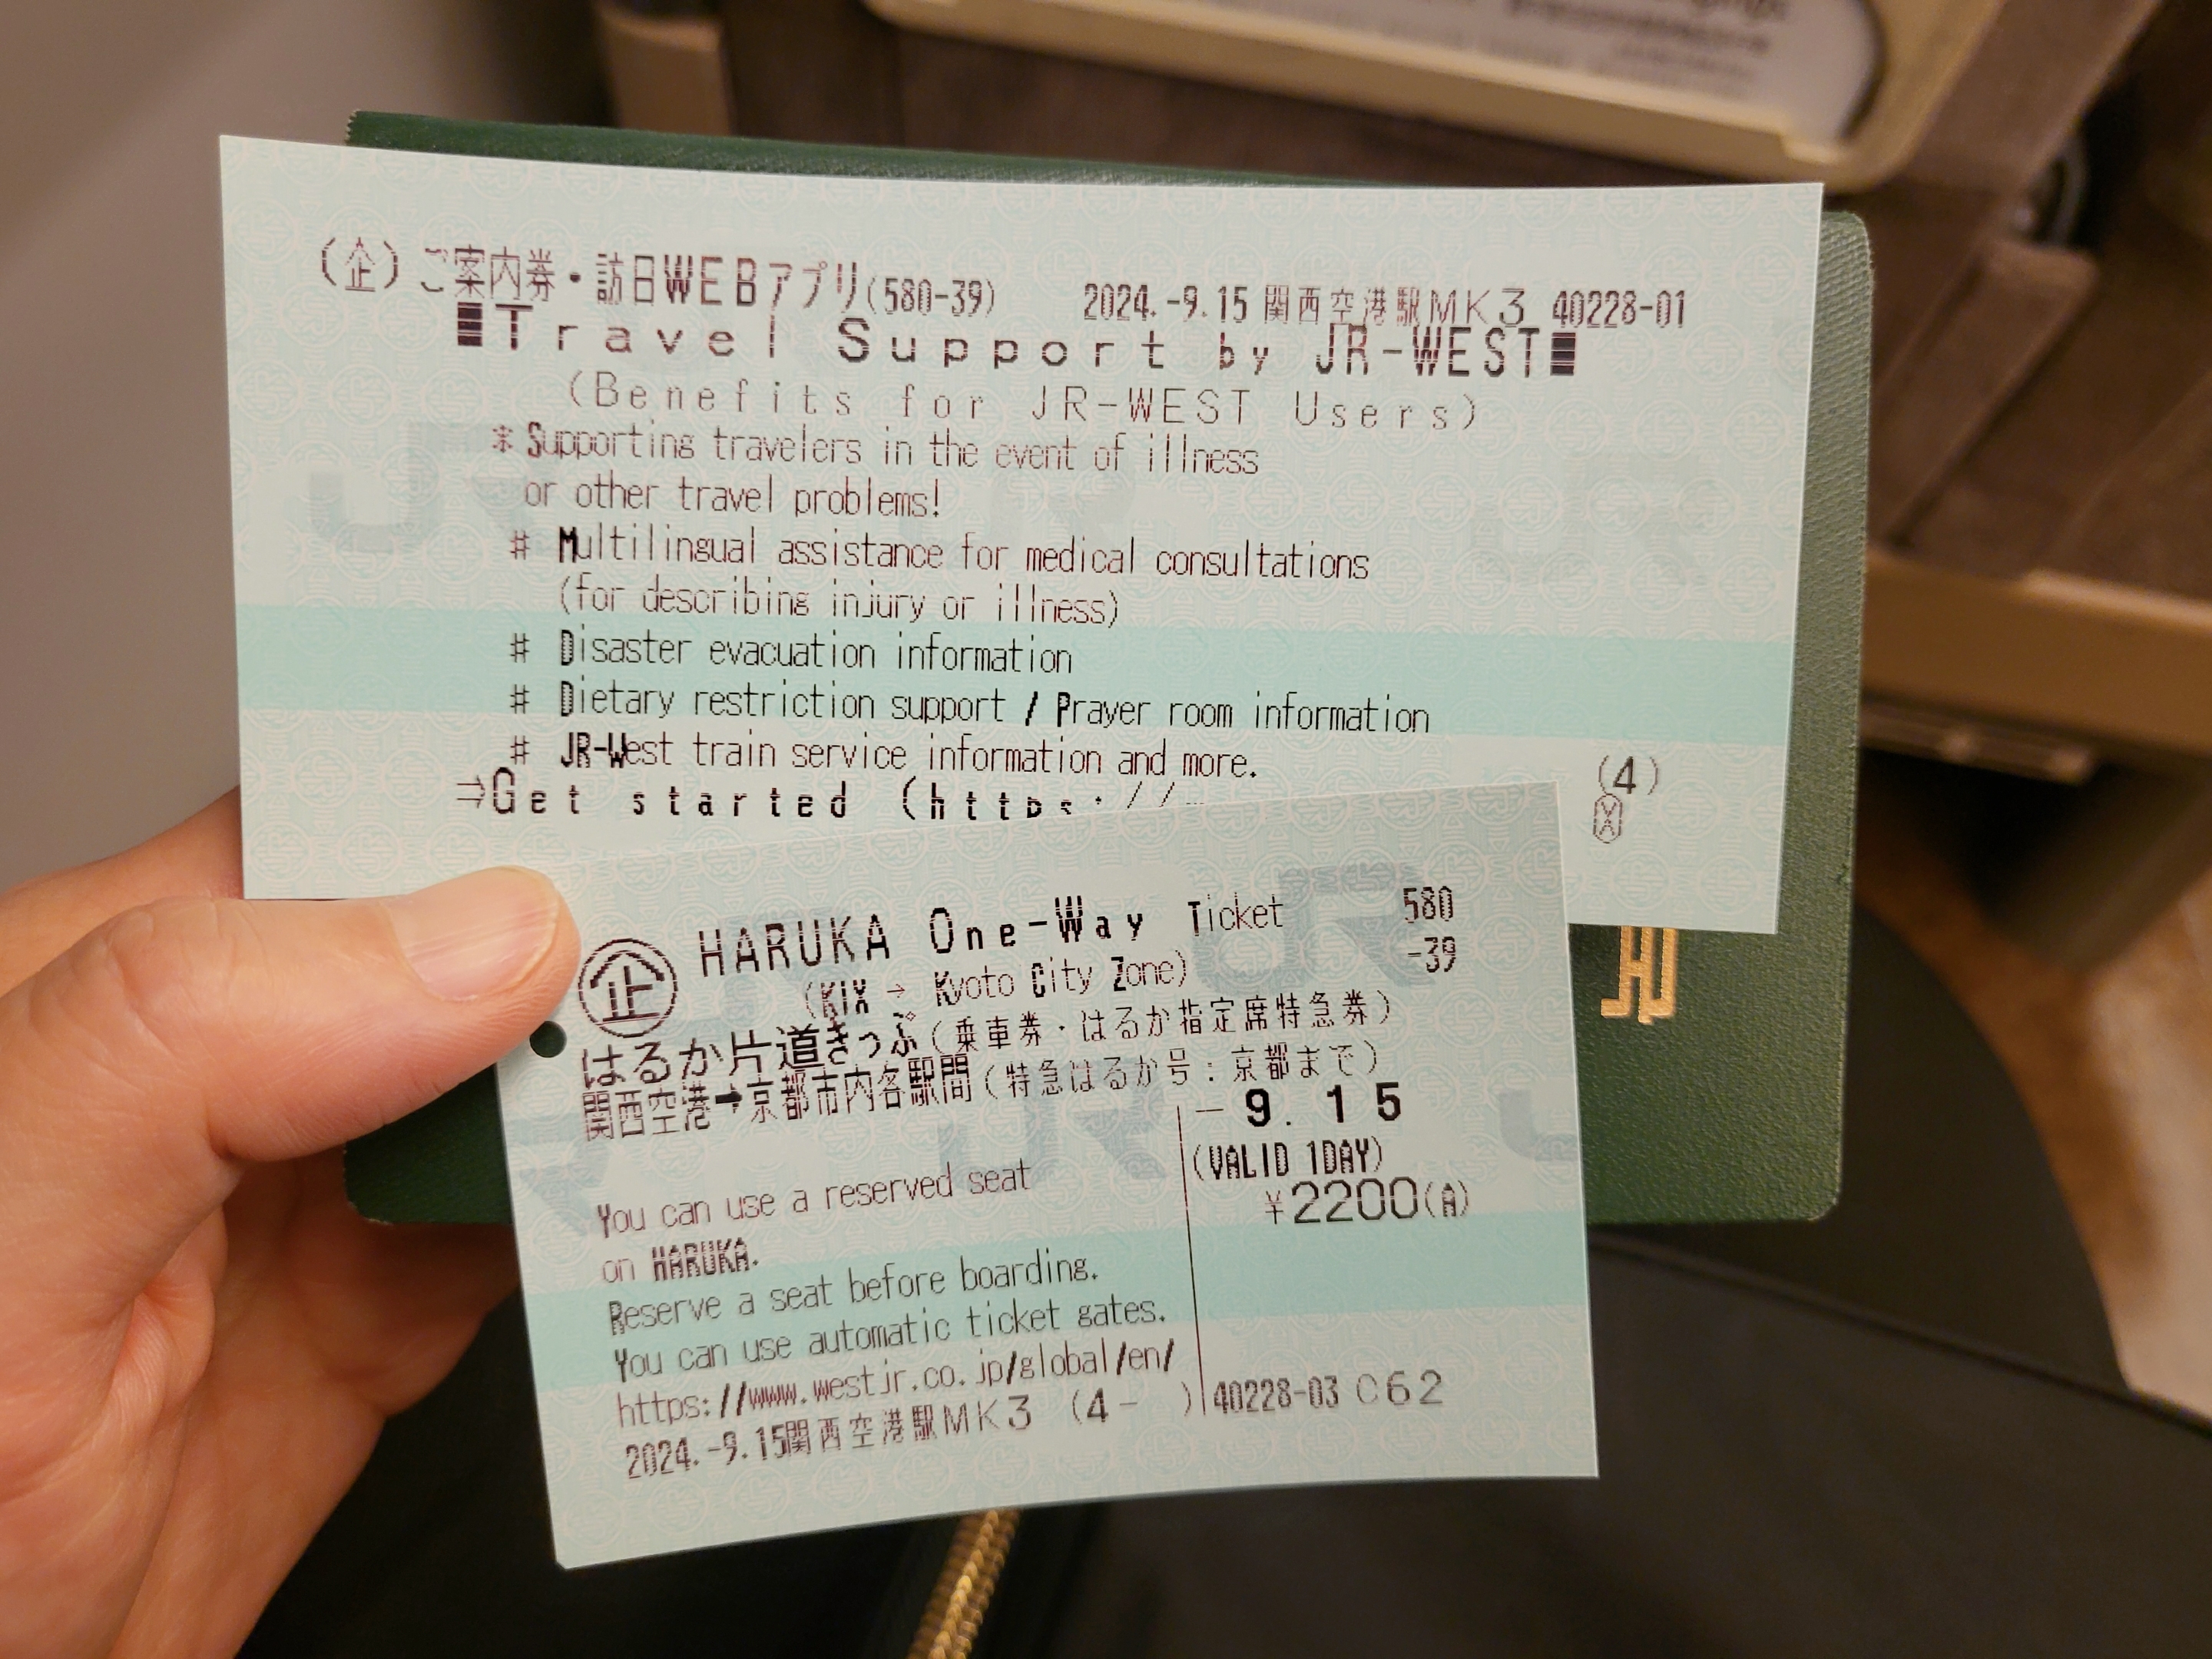 (企)ご案内券・訪日WEBアプリ(580-39) 2024.-9.15 関西空港駅MK3 40228-01
Travel Support by JR-WEST
(Benefits for JR-WEST Users)
*Supporting travelers in the event of illness
or other travel problems!
# Multilingual assistance for medical consultations
(for describing injury or illness)
# Disaster evacuation information
# Dietary restriction support / Prayer room information
# JR-West train service information and more.
(4)
⇒Get started (https://
企 HARUKA One-Way Ticket 580
(KIX → Kyoto City Zone) -39
はるか片道きっぷ(乗車券・はるか指定席特急券)
関西空港➡京都市内各駅間(特急はるか号:京都まで)
-9.15
(VALID 1DAY)
¥2200(A)
You can use a reserved seat
on HARUKA.
Reserve a seat before boarding.
You can use automatic ticket gates.
https://www.westjr.co.jp/global/en/
2024.-9.15関西空港駅MK3 (4- ) 40228-03 C62